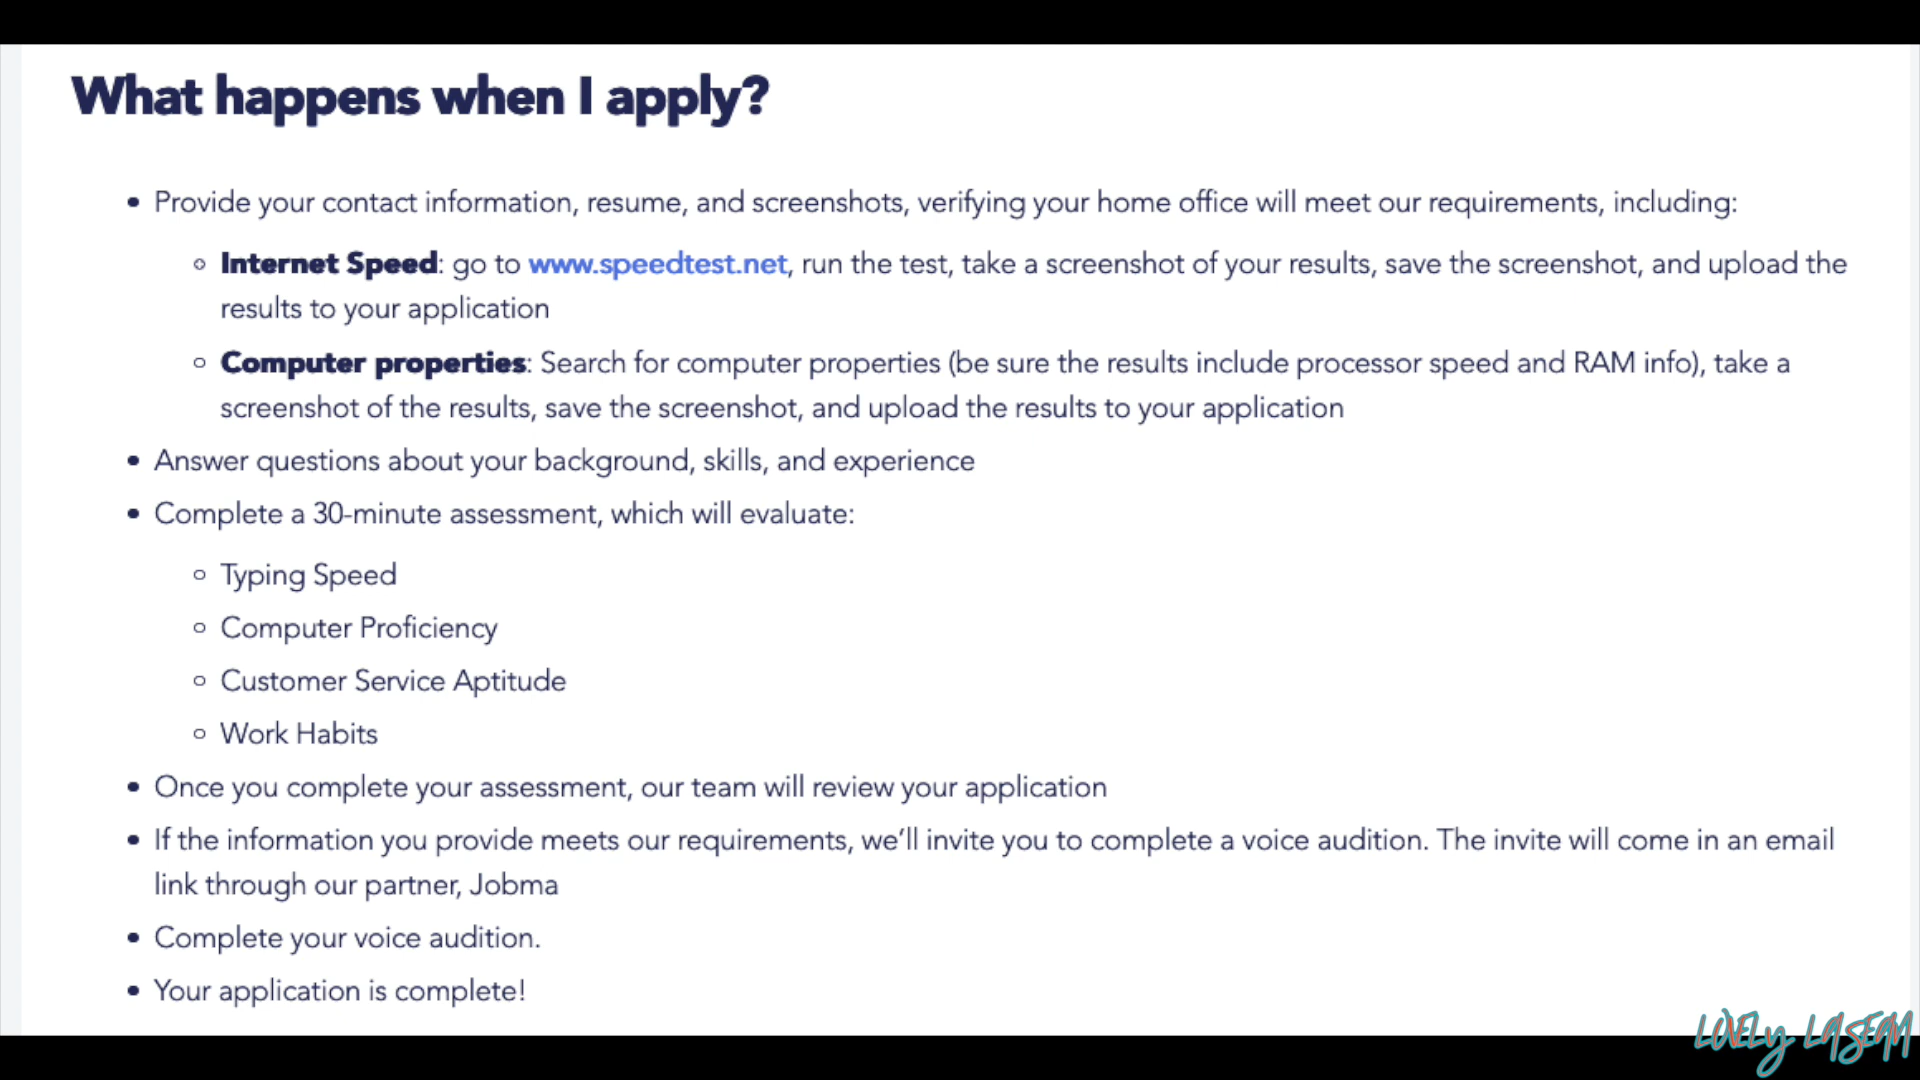 What happens when I apply?
• Provide your contact information, resume, and screenshots, verifying your home office will meet our requirements, including:
◦ Internet Speed: go to www.speedtest.net, run the test, take a screenshot of your results, save the screenshot, and upload the
results to your application
◦ Computer properties: Search for computer properties (be sure the results include processor speed and RAM info), take a
screenshot of the results, save the screenshot, and upload the results to your application
• Answer questions about your background, skills, and experience
• Complete a 30-minute assessment, which will evaluate:
◦ Typing Speed
◦ Computer Proficiency
◦ Customer Service Aptitude
◦ Work Habits
• Once you complete your assessment, our team will review your application
• If the information you provide meets our requirements, we’ll invite you to complete a voice audition. The invite will come in an email
link through our partner, Jobma
• Complete your voice audition.
• Your application is complete!
LOVELY LASEAM